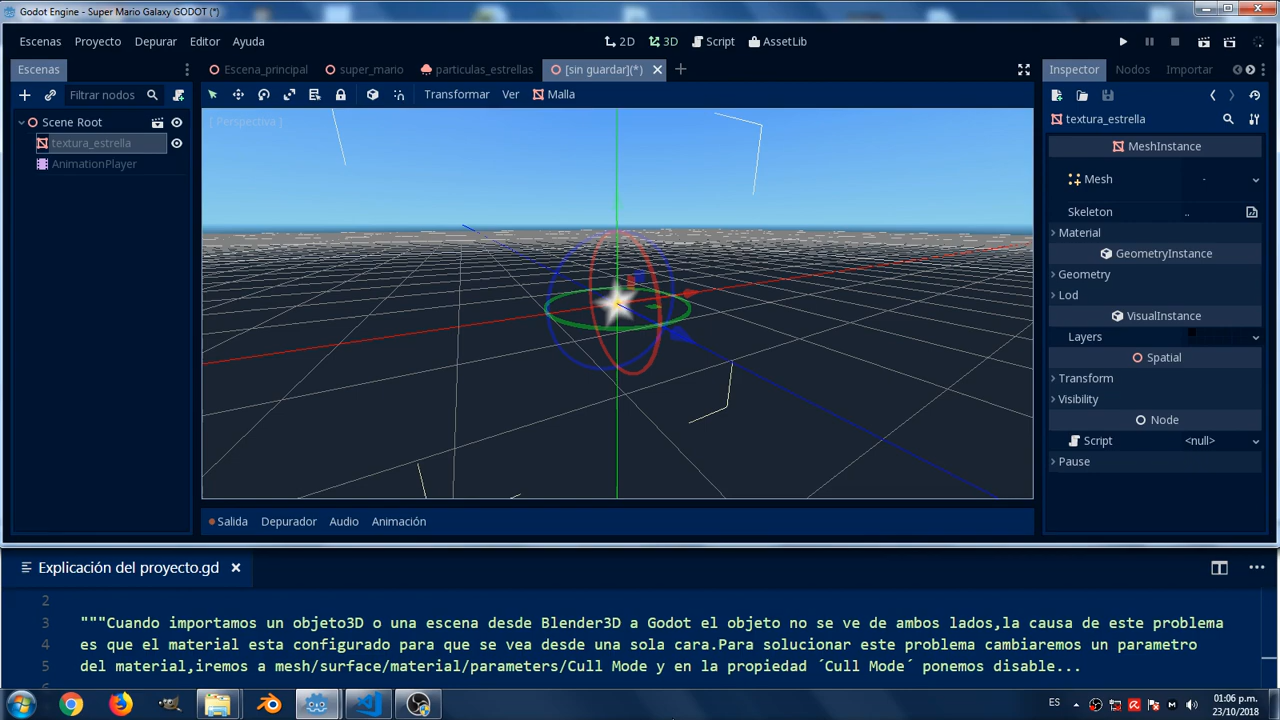 Godot Engine - Super Mario Galaxy GODOT (*)
Escenas Proyecto Depurar Editor Ayuda
2D 3D Script AssetLib
Escenas
Escena_principal super_mario particulas_estrellas [sin guardar](*)
Inspector Nodos Importar
Filtrar nodos
Transformar Ver Malla
[ Perspectiva ]
Scene Root
textura_estrella
AnimationPlayer
textura_estrella
MeshInstance
Mesh -
Skeleton ..
Material
GeometryInstance
Geometry
Lod
VisualInstance
Layers
Spatial
Transform
Visibility
Node
Script <null>
Pause
Salida Depurador Audio Animación
Explicación del proyecto.gd
2
3 """Cuando importamos un objeto3D o una escena desde Blender3D a Godot el objeto no se ve de ambos lados,la causa de este problema
4 es que el material esta configurado para que se vea desde una sola cara.Para solucionar este problema cambiaremos un parametro
5 del material,iremos a mesh/surface/material/parameters/Cull Mode y en la propiedad ´Cull Mode´ ponemos disable...
ES
01:06 p.m.
23/10/2018